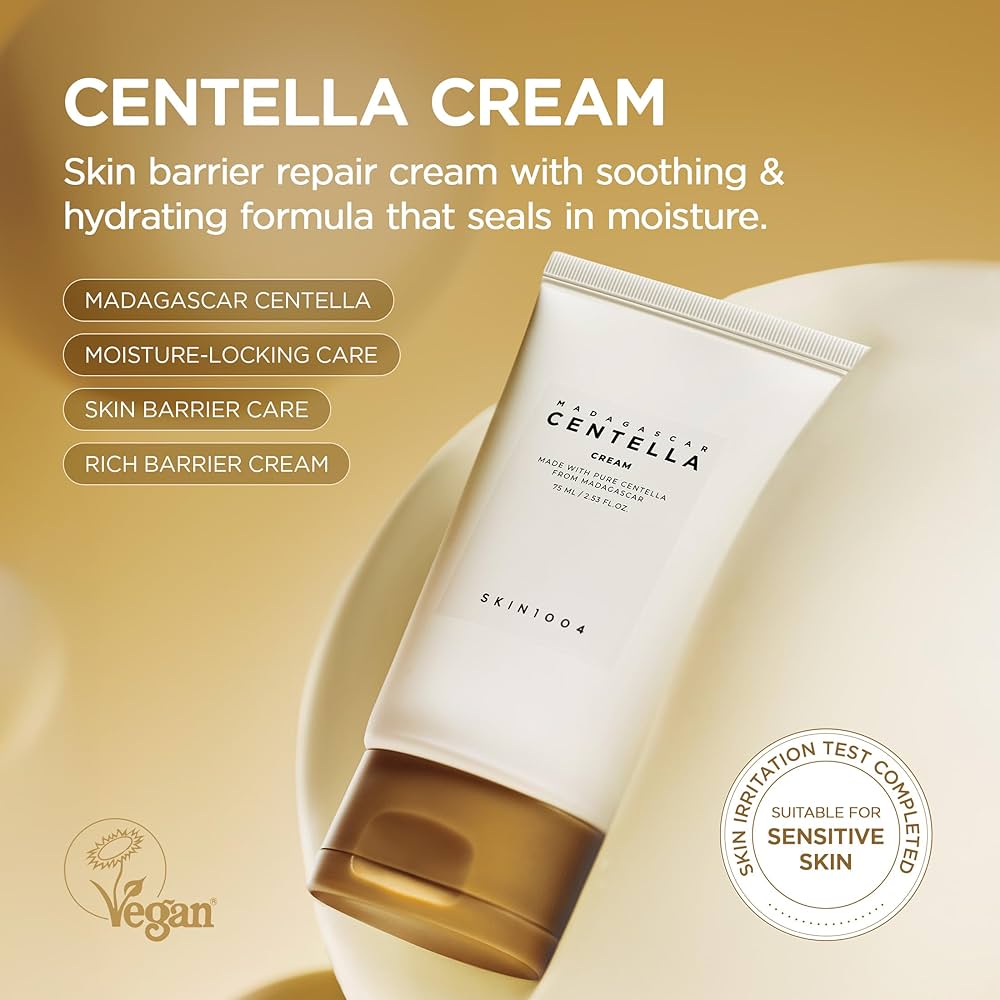 CENTELLA CREAM
Skin barrier repair cream with soothing &
hydrating formula that seals in moisture.
MADAGASCAR CENTELLA
MOISTURE-LOCKING CARE
SKIN BARRIER CARE
RICH BARRIER CREAM
MADAGASCAR
CENTELLA
CREAM
MADE WITH PURE CENTELLA
FROM MADAGASCAR
75 ML / 2.53 FL.OZ.
SKIN1004
Vegan®
SKIN IRRITATION TEST COMPLETED
SUITABLE FOR
SENSITIVE
SKIN